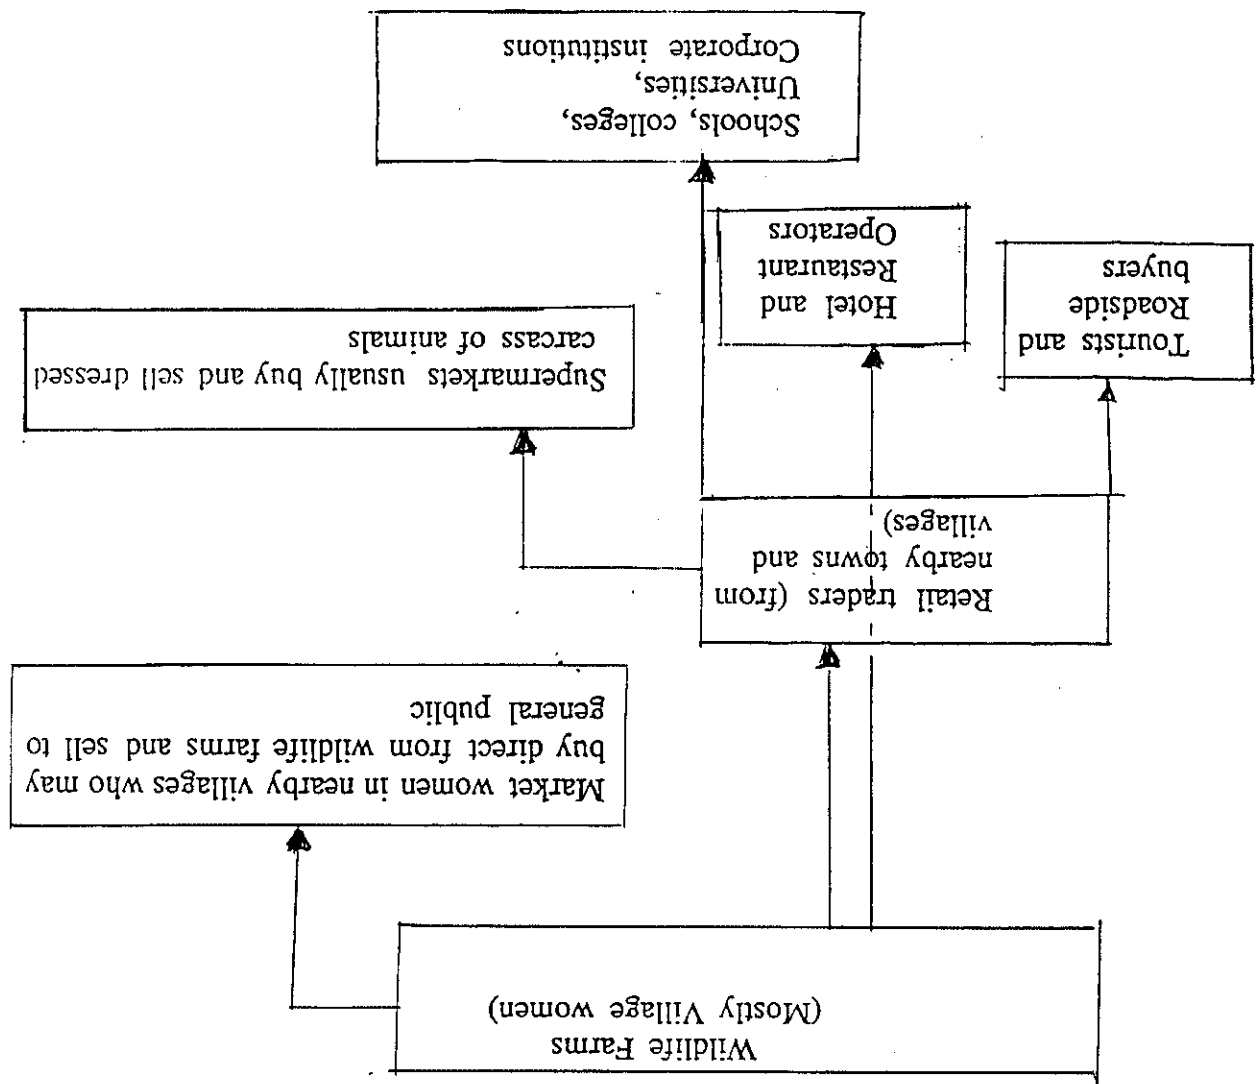 Wildlife Farms
(Mostly Village women)
Market women in nearby villages who may
buy direct from wildlife farms and sell to
general public
Retail traders (from
nearby towns and
villages)
Supermarkets usually buy and sell dressed
carcass of animals
Tourists and
Roadside
buyers
Hotel and
Restaurant
Operators
Schools, colleges,
Universities,
Corporate institutions